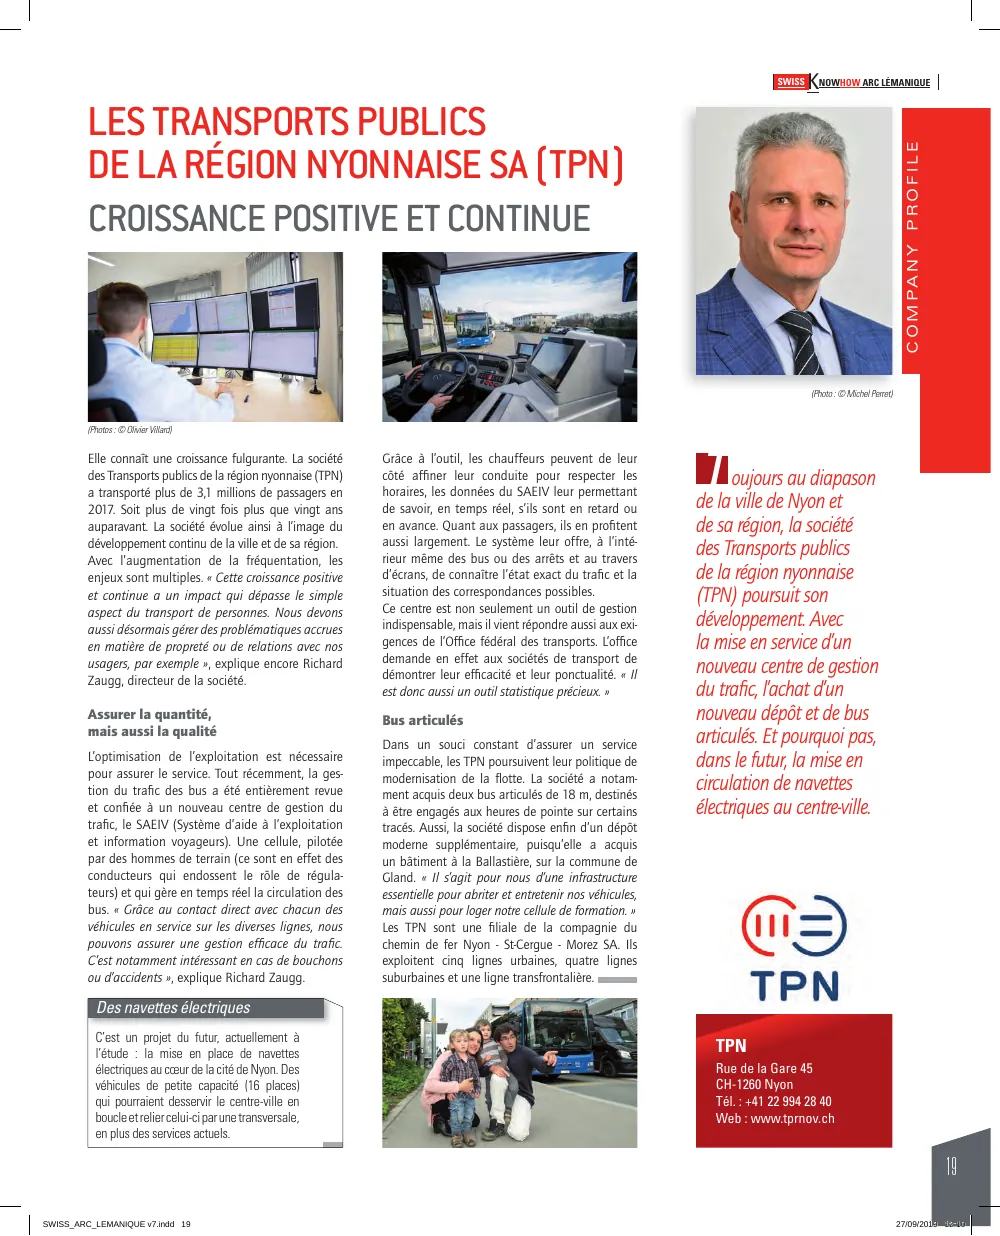 SWISS KNOWHOW ARC LÉMANIQUE
LES TRANSPORTS PUBLICS
DE LA RÉGION NYONNAISE SA (TPN)
CROISSANCE POSITIVE ET CONTINUE
COMPANY PROFILE
(Photo : © Michel Perret)
(Photos : © Olivier Villard)
Elle connaît une croissance fulgurante. La société
des Transports publics de la région nyonnaise (TPN)
a transporté plus de 3,1 millions de passagers en
2017. Soit plus de vingt fois plus que vingt ans
auparavant. La société évolue ainsi à l’image du
développement continu de la ville et de sa région.
Avec l’augmentation de la fréquentation, les
enjeux sont multiples. « Cette croissance positive
et continue a un impact qui dépasse le simple
aspect du transport de personnes. Nous devons
aussi désormais gérer des problématiques accrues
en matière de propreté ou de relations avec nos
usagers, par exemple », explique encore Richard
Zaugg, directeur de la société.
Assurer la quantité,
mais aussi la qualité
L’optimisation de l’exploitation est nécessaire
pour assurer le service. Tout récemment, la ges-
tion du trafic des bus a été entièrement revue
et confiée à un nouveau centre de gestion du
trafic, le SAEIV (Système d’aide à l’exploitation
et information voyageurs). Une cellule, pilotée
par des hommes de terrain (ce sont en effet des
conducteurs qui endossent le rôle de régula-
teurs) et qui gère en temps réel la circulation des
bus. « Grâce au contact direct avec chacun des
véhicules en service sur les diverses lignes, nous
pouvons assurer une gestion efficace du trafic.
C’est notamment intéressant en cas de bouchons
ou d’accidents », explique Richard Zaugg.
Des navettes électriques
C’est un projet du futur, actuellement à
l’étude : la mise en place de navettes
électriques au cœur de la cité de Nyon. Des
véhicules de petite capacité (16 places)
qui pourraient desservir le centre-ville en
boucle et relier celui-ci par une transversale,
en plus des services actuels.
Grâce à l’outil, les chauffeurs peuvent de leur
côté affiner leur conduite pour respecter les
horaires, les données du SAEIV leur permettant
de savoir, en temps réel, s’ils sont en retard ou
en avance. Quant aux passagers, ils en profitent
aussi largement. Le système leur offre, à l’inté-
rieur même des bus ou des arrêts et au travers
d’écrans, de connaître l’état exact du trafic et la
situation des correspondances possibles.
Ce centre est non seulement un outil de gestion
indispensable, mais il vient répondre aussi aux exi-
gences de l’Office fédéral des transports. L’office
demande en effet aux sociétés de transport de
démontrer leur efficacité et leur ponctualité. « Il
est donc aussi un outil statistique précieux. »
Bus articulés
Dans un souci constant d’assurer un service
impeccable, les TPN poursuivent leur politique de
modernisation de la flotte. La société a notam-
ment acquis deux bus articulés de 18 m, destinés
à être engagés aux heures de pointe sur certains
tracés. Aussi, la société dispose enfin d’un dépôt
moderne supplémentaire, puisqu’elle a acquis
un bâtiment à la Ballastière, sur la commune de
Gland. « Il s’agit pour nous d’une infrastructure
essentielle pour abriter et entretenir nos véhicules,
mais aussi pour loger notre cellule de formation. »
Les TPN sont une filiale de la compagnie du
chemin de fer Nyon - St-Cergue - Morez SA. Ils
exploitent cinq lignes urbaines, quatre lignes
suburbaines et une ligne transfrontalière.
Toujours au diapason
de la ville de Nyon et
de sa région, la société
des Transports publics
de la région nyonnaise
(TPN) poursuit son
développement. Avec
la mise en service d’un
nouveau centre de gestion
du trafic, l’achat d’un
nouveau dépôt et de bus
articulés. Et pourquoi pas,
dans le futur, la mise en
circulation de navettes
électriques au centre-ville.
TPN
TPN
Rue de la Gare 45
CH-1260 Nyon
Tél. : +41 22 994 28 40
Web : www.tprnov.ch
19
SWISS_ARC_LEMANIQUE v7.indd 19
27/09/201